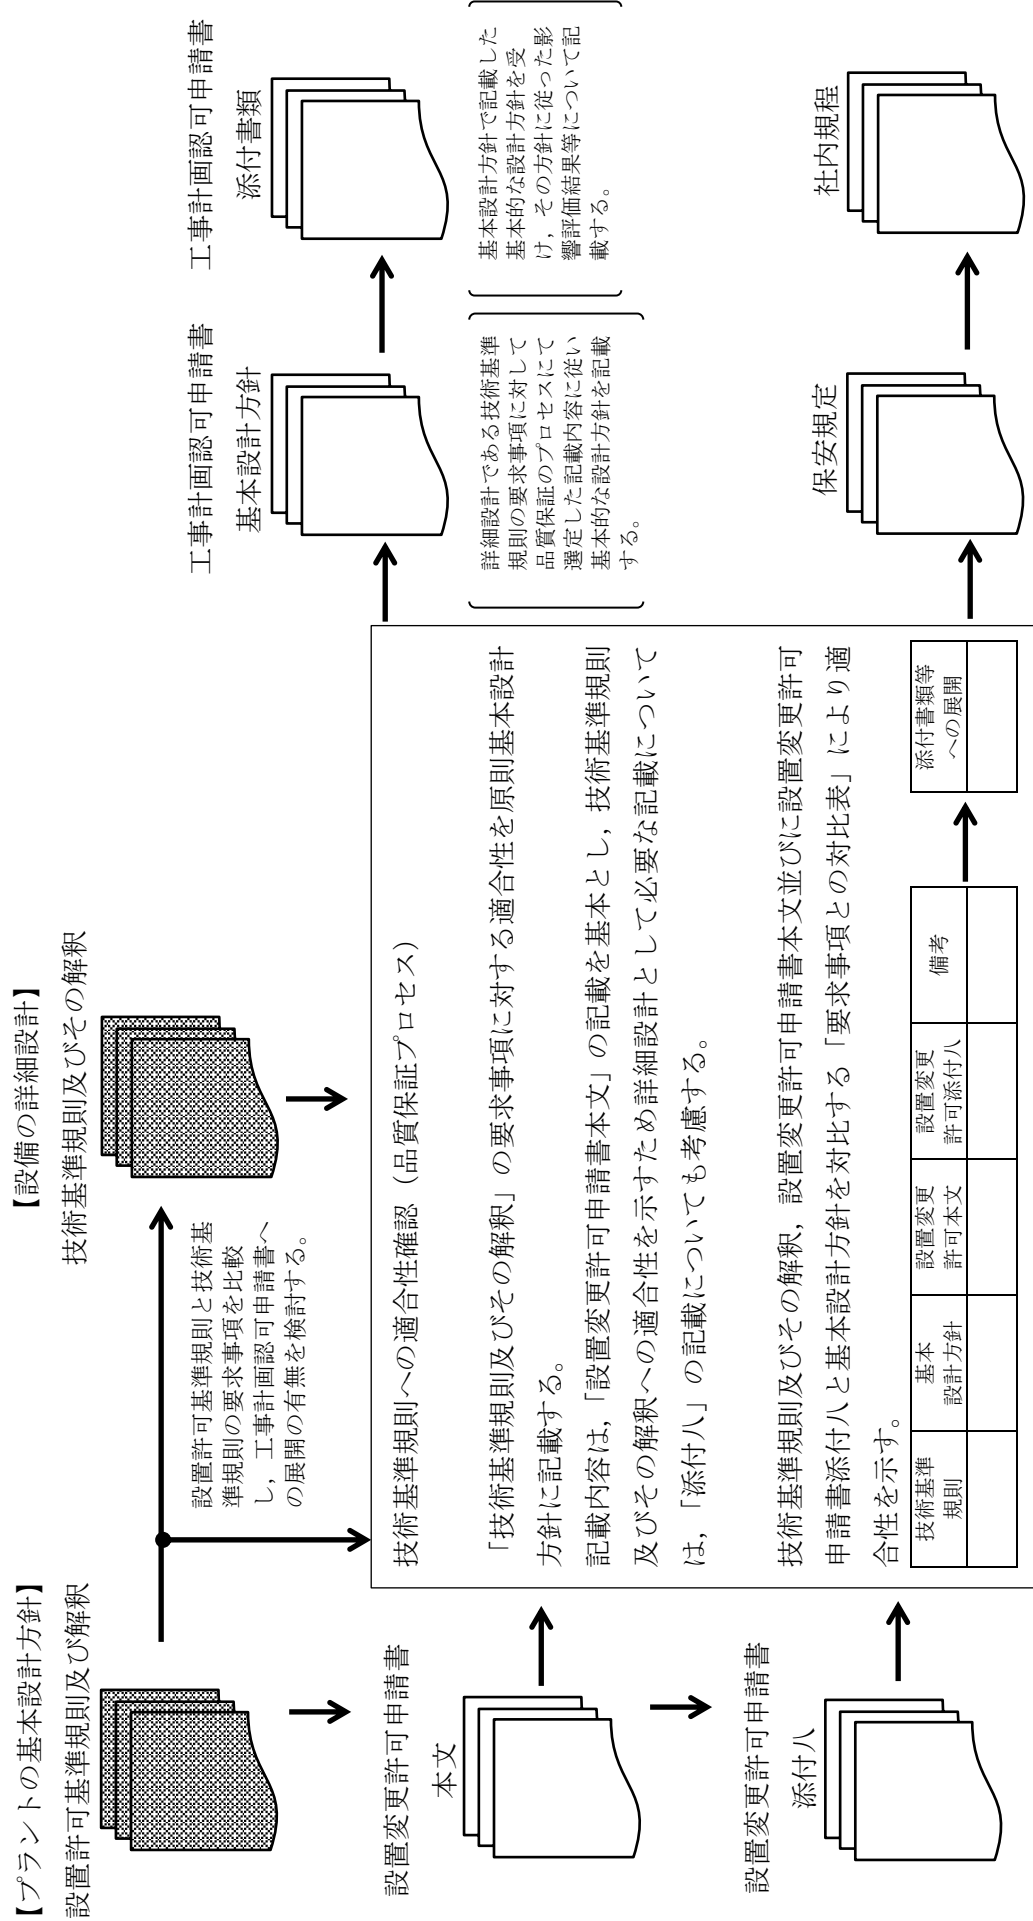 【プラントの基本設計方針】
設置許可基準規則及び解釈
【設備の詳細設計】
技術基準規則及びその解釈
設置許可基準規則と技術基
準規則の要求事項を比較
し，工事計画認可申請書へ
の展開の有無を検討する。
設置変更許可申請書
本文
設置変更許可申請書
添付八
技術基準規則への適合性確認（品質保証プロセス）
「技術基準規則及びその解釈」の要求事項に対する適合性を原則基本設計
方針に記載する。
記載内容は，「設置変更許可申請書本文」の記載を基本とし，技術基準規則
及びその解釈への適合性を示すため詳細設計として必要な記載について
は，「添付八」の記載についても考慮する。
技術基準規則及びその解釈，設置変更許可申請書本文並びに設置変更許可
申請書添付八と基本設計方針を対比する「要求事項との対比表」により適
合性を示す。
技術基準
規則
基本
設計方針
設置変更
許可本文
設置変更
許可添付八
備考
添付書類等
への展開
工事計画認可申請書
基本設計方針
詳細設計である技術基準
規則の要求事項に対して
品質保証のプロセスにて
選定した記載内容に従い
基本的な設計方針を記載
する。
工事計画認可申請書
添付書類
基本設計方針で記載した
基本的な設計方針を受
け，その方針に従った影
響評価結果等について記
載する。
保安規定
社内規程